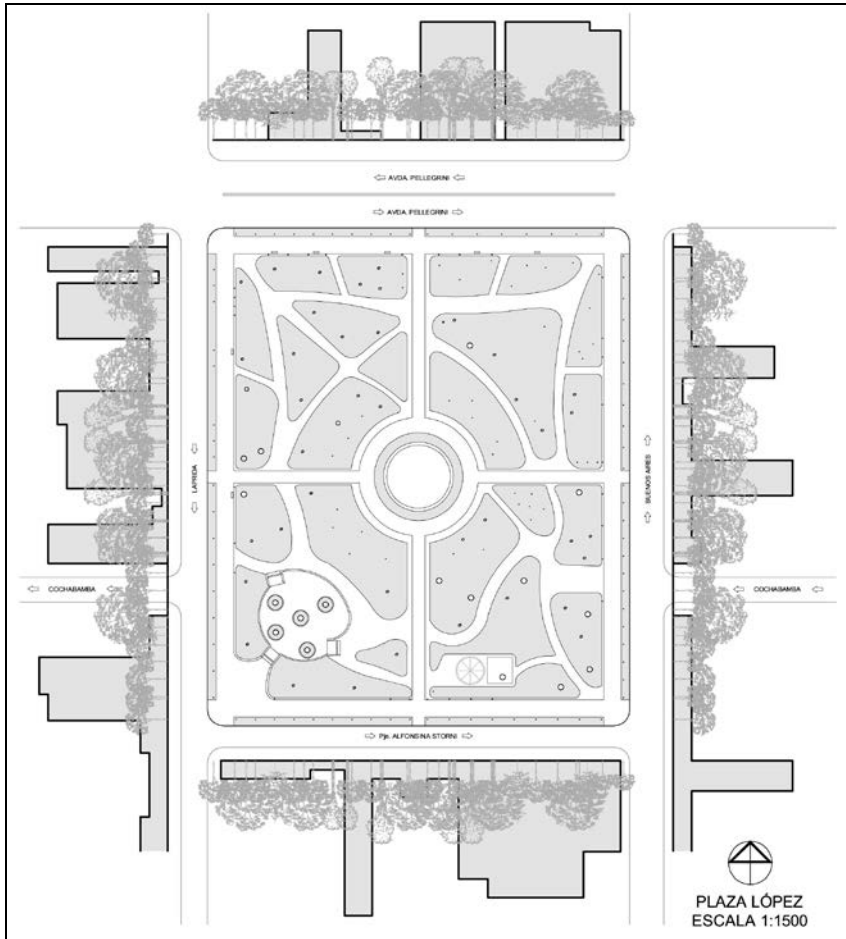 AVDA. PELLEGRINI
AVDA. PELLEGRINI
LAPRIDA
BUENOS AIRES
COCHABAMBA
COCHABAMBA
Pje. ALFONSINA STORNI
PLAZA LÓPEZ
ESCALA 1:1500